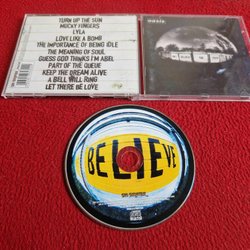 TURN UP THE SUN
MUCKY FINGERS
LYLA
LOVE LIKE A BOMB
THE IMPORTANCE OF BEING IDLE
THE MEANING OF SOUL
GUESS GOD THINKS I'M ABEL
PART OF THE QUEUE
KEEP THE DREAM ALIVE
A BELL WILL RING
LET THERE BE LOVE
oasis
BELIEVE